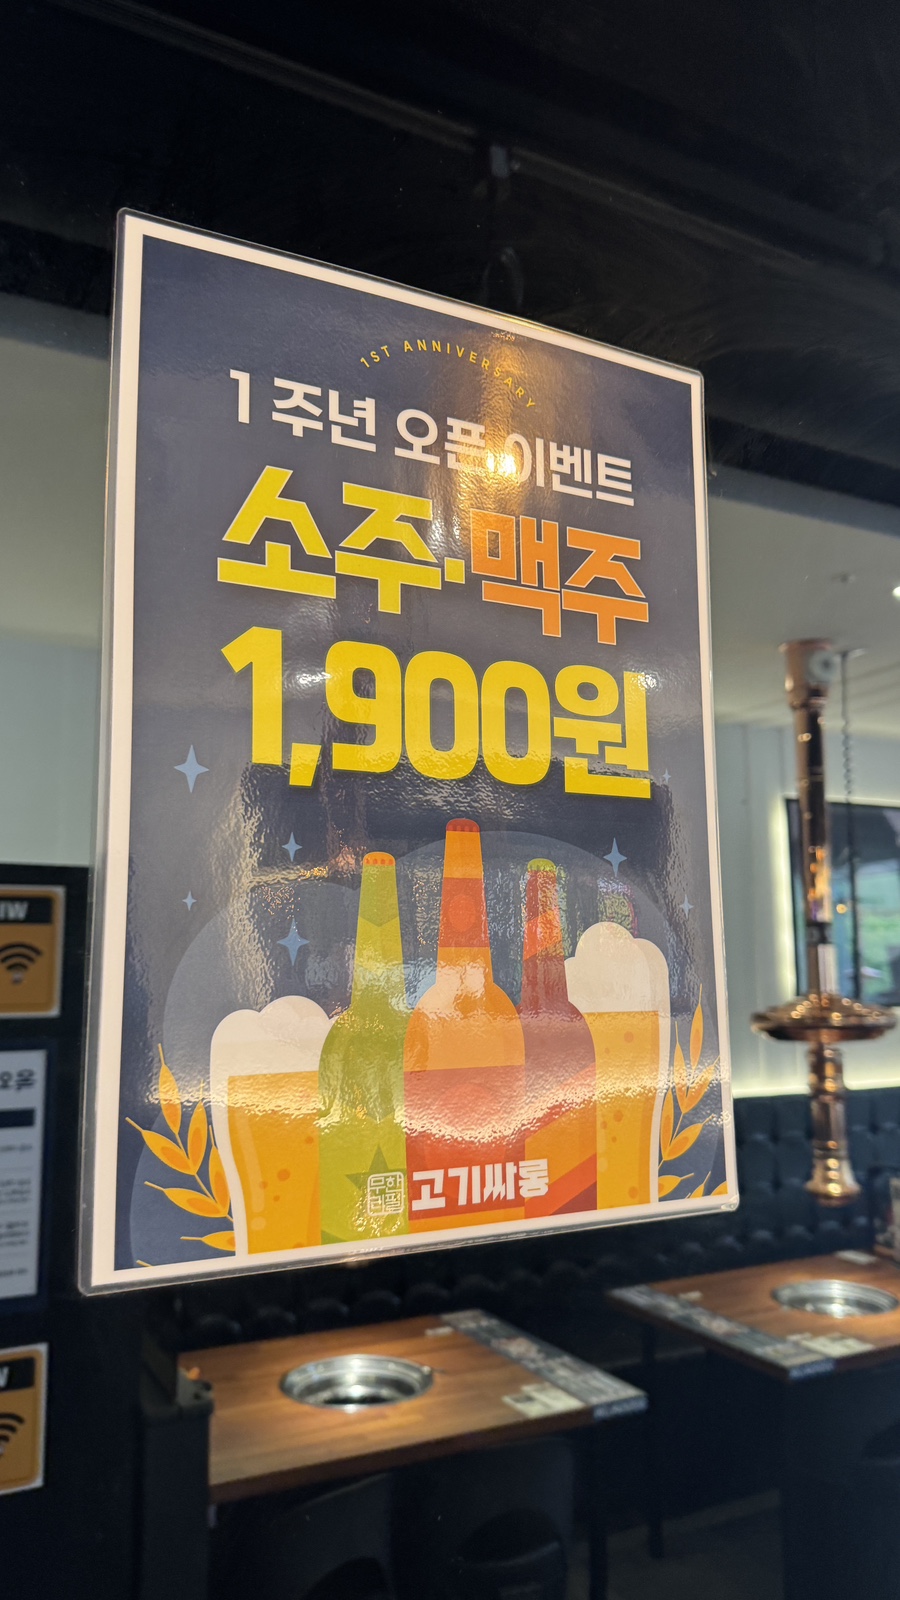 1ST ANNIVERSARY
1주년 오픈 이벤트
소주·맥주
1,900원
무한
리필
고기싸롱